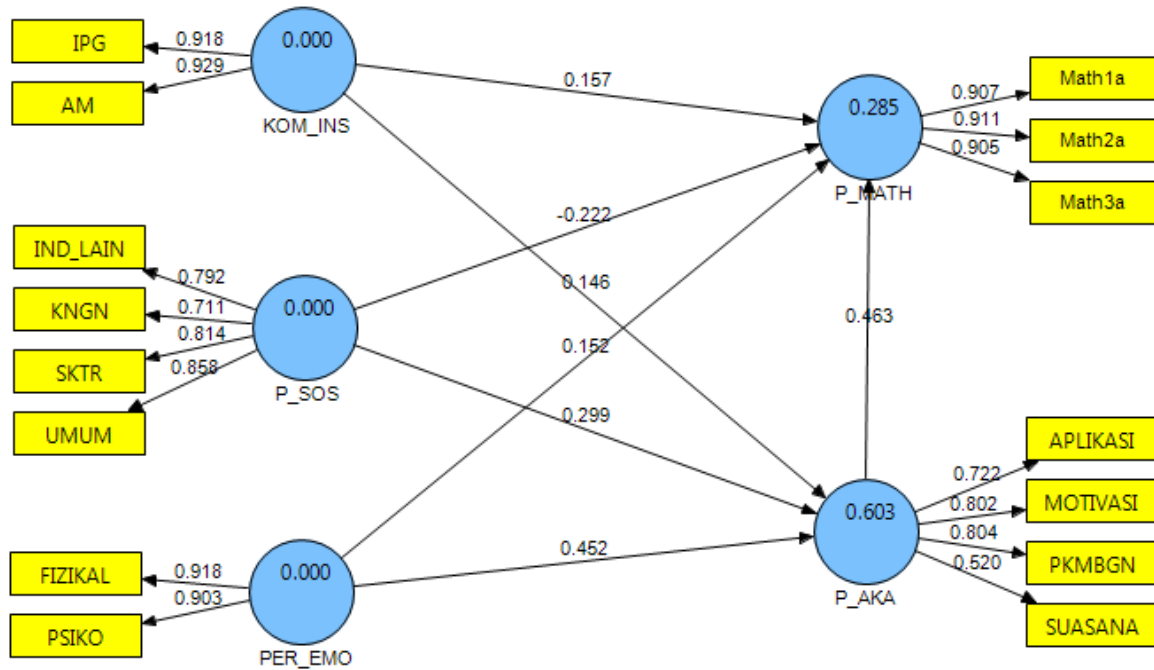 IPG
0.918
AM
0.929
0.000
KOM_INS
0.157
0.146
IND_LAIN
0.792
KNGN
0.711
SKTR
0.814
UMUM
0.858
0.000
P_SOS
-0.222
0.299
FIZIKAL
0.918
PSIKO
0.903
0.000
PER_EMO
0.152
0.452
0.285
P_MATH
0.907
Math1a
0.911
Math2a
0.905
Math3a
0.463
0.603
P_AKA
0.722
APLIKASI
0.802
MOTIVASI
0.804
PKMBGN
0.520
SUASANA